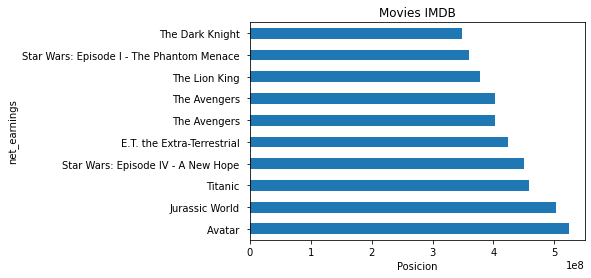 Movies IMDB
The Dark Knight
Star Wars: Episode I - The Phantom Menace
The Lion King
The Avengers
The Avengers
E.T. the Extra-Terrestrial
Star Wars: Episode IV - A New Hope
Titanic
Jurassic World
Avatar
net_earnings
0 1 2 3 4 5
1e8
Posicion